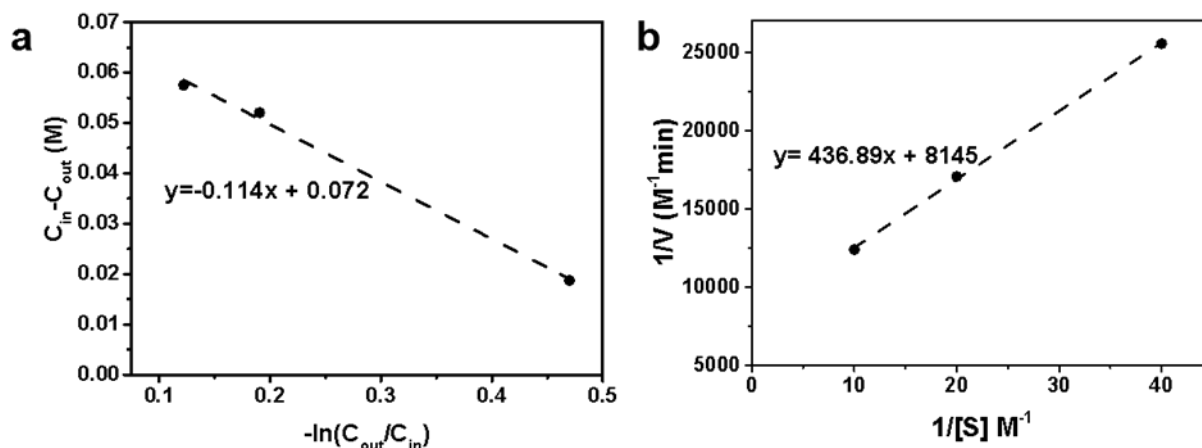 a
0.07
0.06
0.05
0.04
0.03
0.02
0.01
0.00
C_in -C_out (M)
y=-0.114x + 0.072
0.1 0.2 0.3 0.4 0.5
-ln(C_out/C_in)
b
25000
20000
15000
10000
5000
1/V (M⁻¹min)
y= 436.89x + 8145
0 10 20 30 40
1/[S] M⁻¹